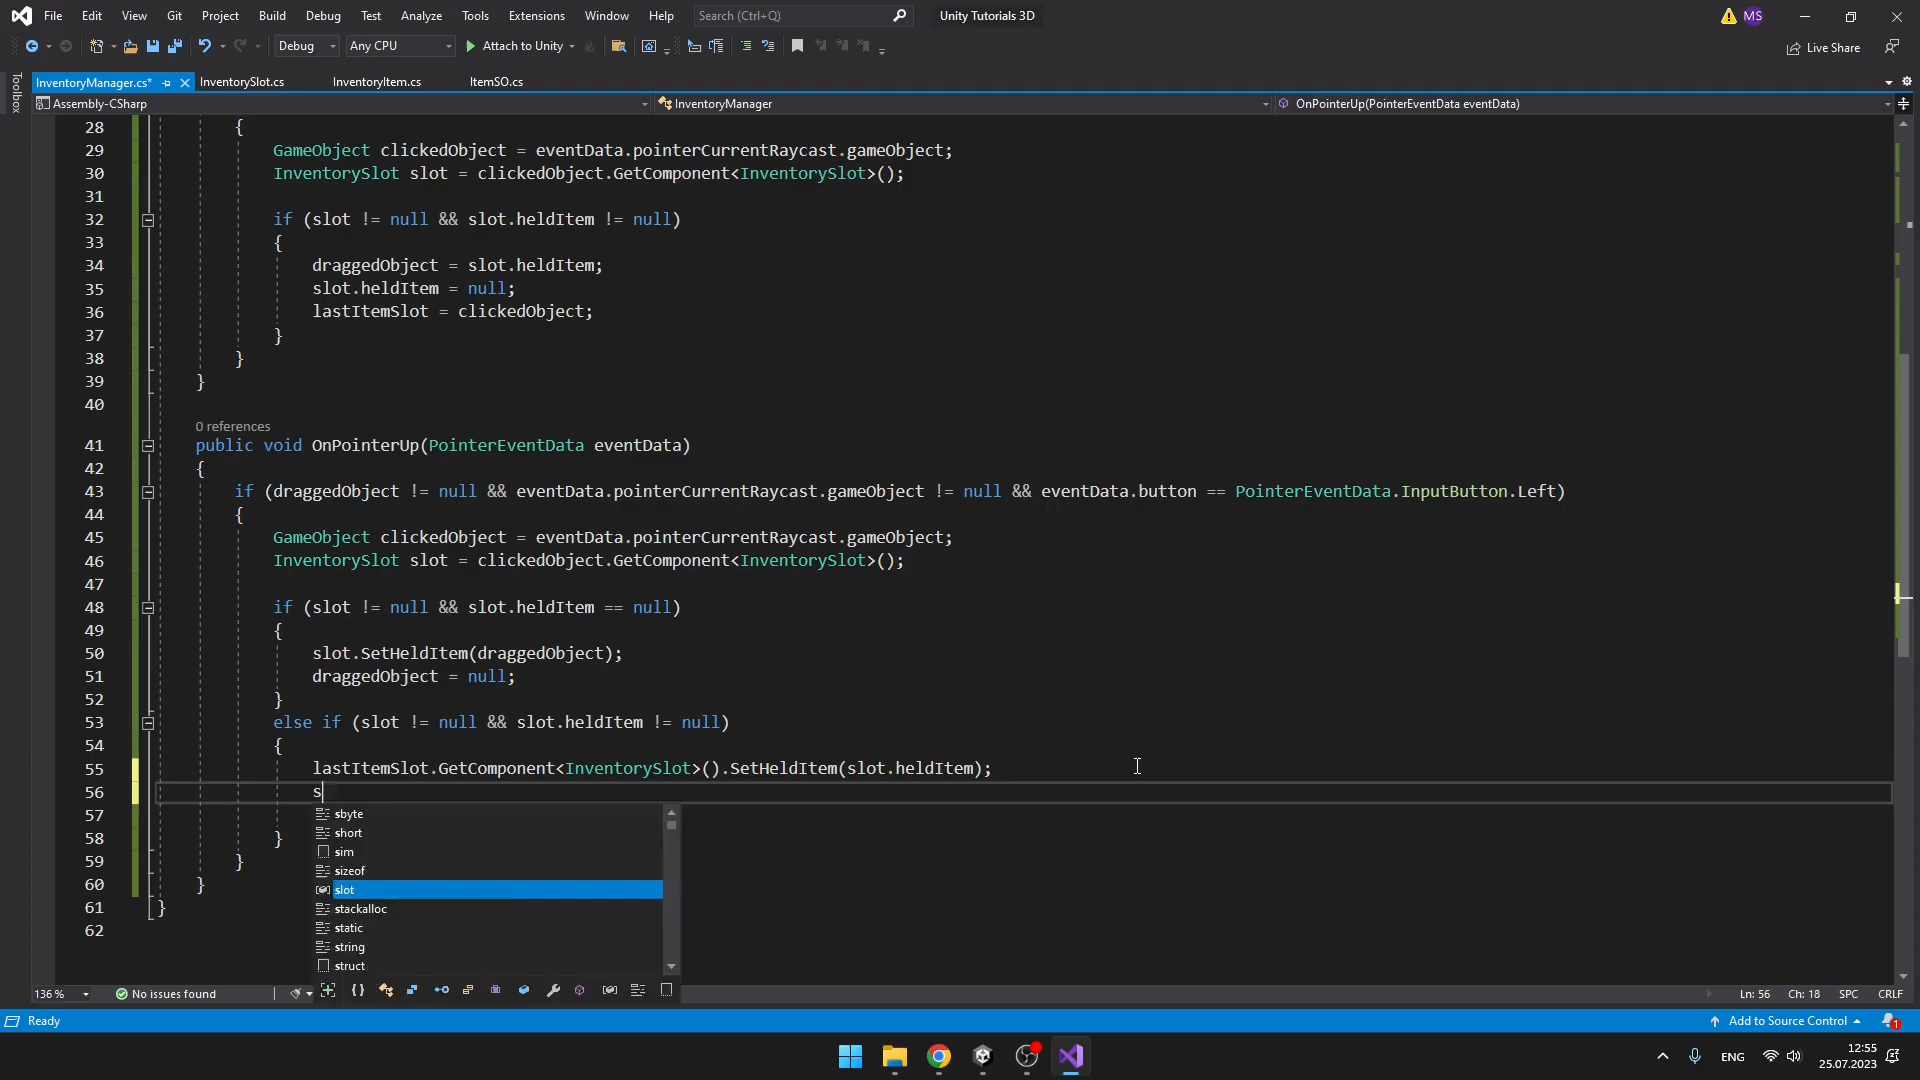 File Edit View Git Project Build Debug Test Analyze Tools Extensions Window Help Search (Ctrl+Q) Unity Tutorials 3D MS
Debug Any CPU Attach to Unity Live Share
Toolbox
InventoryManager.cs* InventorySlot.cs InventoryItem.cs ItemSO.cs
Assembly-CSharp InventoryManager OnPointerUp(PointerEventData eventData)
28 {
29 GameObject clickedObject = eventData.pointerCurrentRaycast.gameObject;
30 InventorySlot slot = clickedObject.GetComponent<InventorySlot>();
31
32 if (slot != null && slot.heldItem != null)
33 {
34 draggedObject = slot.heldItem;
35 slot.heldItem = null;
36 lastItemSlot = clickedObject;
37 }
38 }
39 }
40
0 references
41 public void OnPointerUp(PointerEventData eventData)
42 {
43 if (draggedObject != null && eventData.pointerCurrentRaycast.gameObject != null && eventData.button == PointerEventData.InputButton.Left)
44 {
45 GameObject clickedObject = eventData.pointerCurrentRaycast.gameObject;
46 InventorySlot slot = clickedObject.GetComponent<InventorySlot>();
47
48 if (slot != null && slot.heldItem == null)
49 {
50 slot.SetHeldItem(draggedObject);
51 draggedObject = null;
52 }
53 else if (slot != null && slot.heldItem != null)
54 {
55 lastItemSlot.GetComponent<InventorySlot>().SetHeldItem(slot.heldItem);
56 s
57 sbyte
short
58 }
sim
59 }
sizeof
60 }
slot
61 }
stackalloc
62 static
string
struct
136 % No issues found Ln: 56 Ch: 18 SPC CRLF
Ready Add to Source Control 1
ENG 12:55
25.07.2023